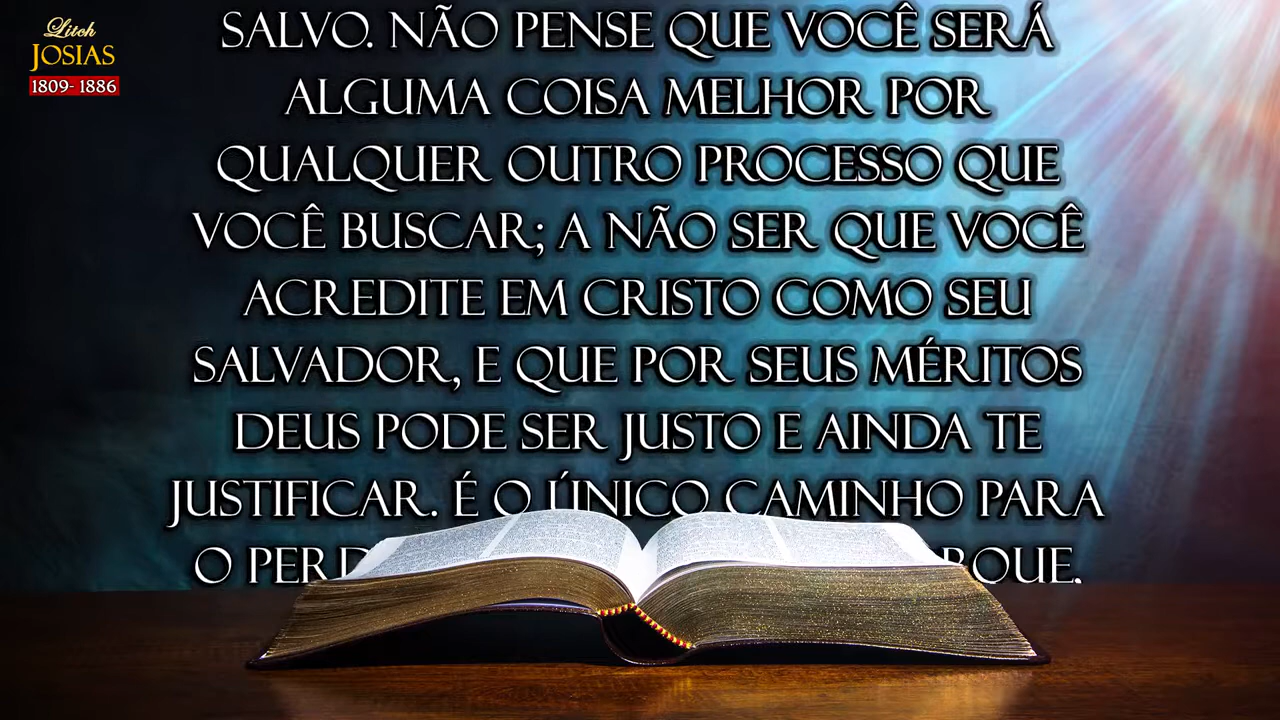 Litch
JOSIAS
1809- 1886
SALVO. NÃO PENSE QUE VOCÊ SERÁ
ALGUMA COISA MELHOR POR
QUALQUER OUTRO PROCESSO QUE
VOCÊ BUSCAR; A NÃO SER QUE VOCÊ
ACREDITE EM CRISTO COMO SEU
SALVADOR, E QUE POR SEUS MÉRITOS
DEUS PODE SER JUSTO E AINDA TE
JUSTIFICAR. É O ÚNICO CAMINHO PARA
O